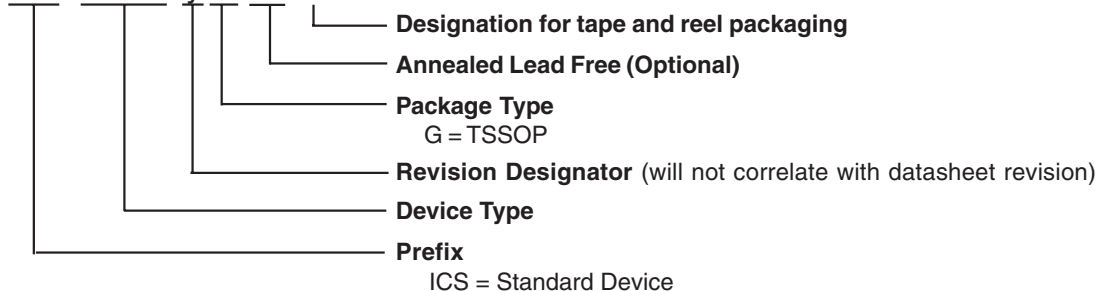 Designation for tape and reel packaging
Annealed Lead Free (Optional)
Package Type
G = TSSOP
Revision Designator (will not correlate with datasheet revision)
Device Type
Prefix
ICS = Standard Device